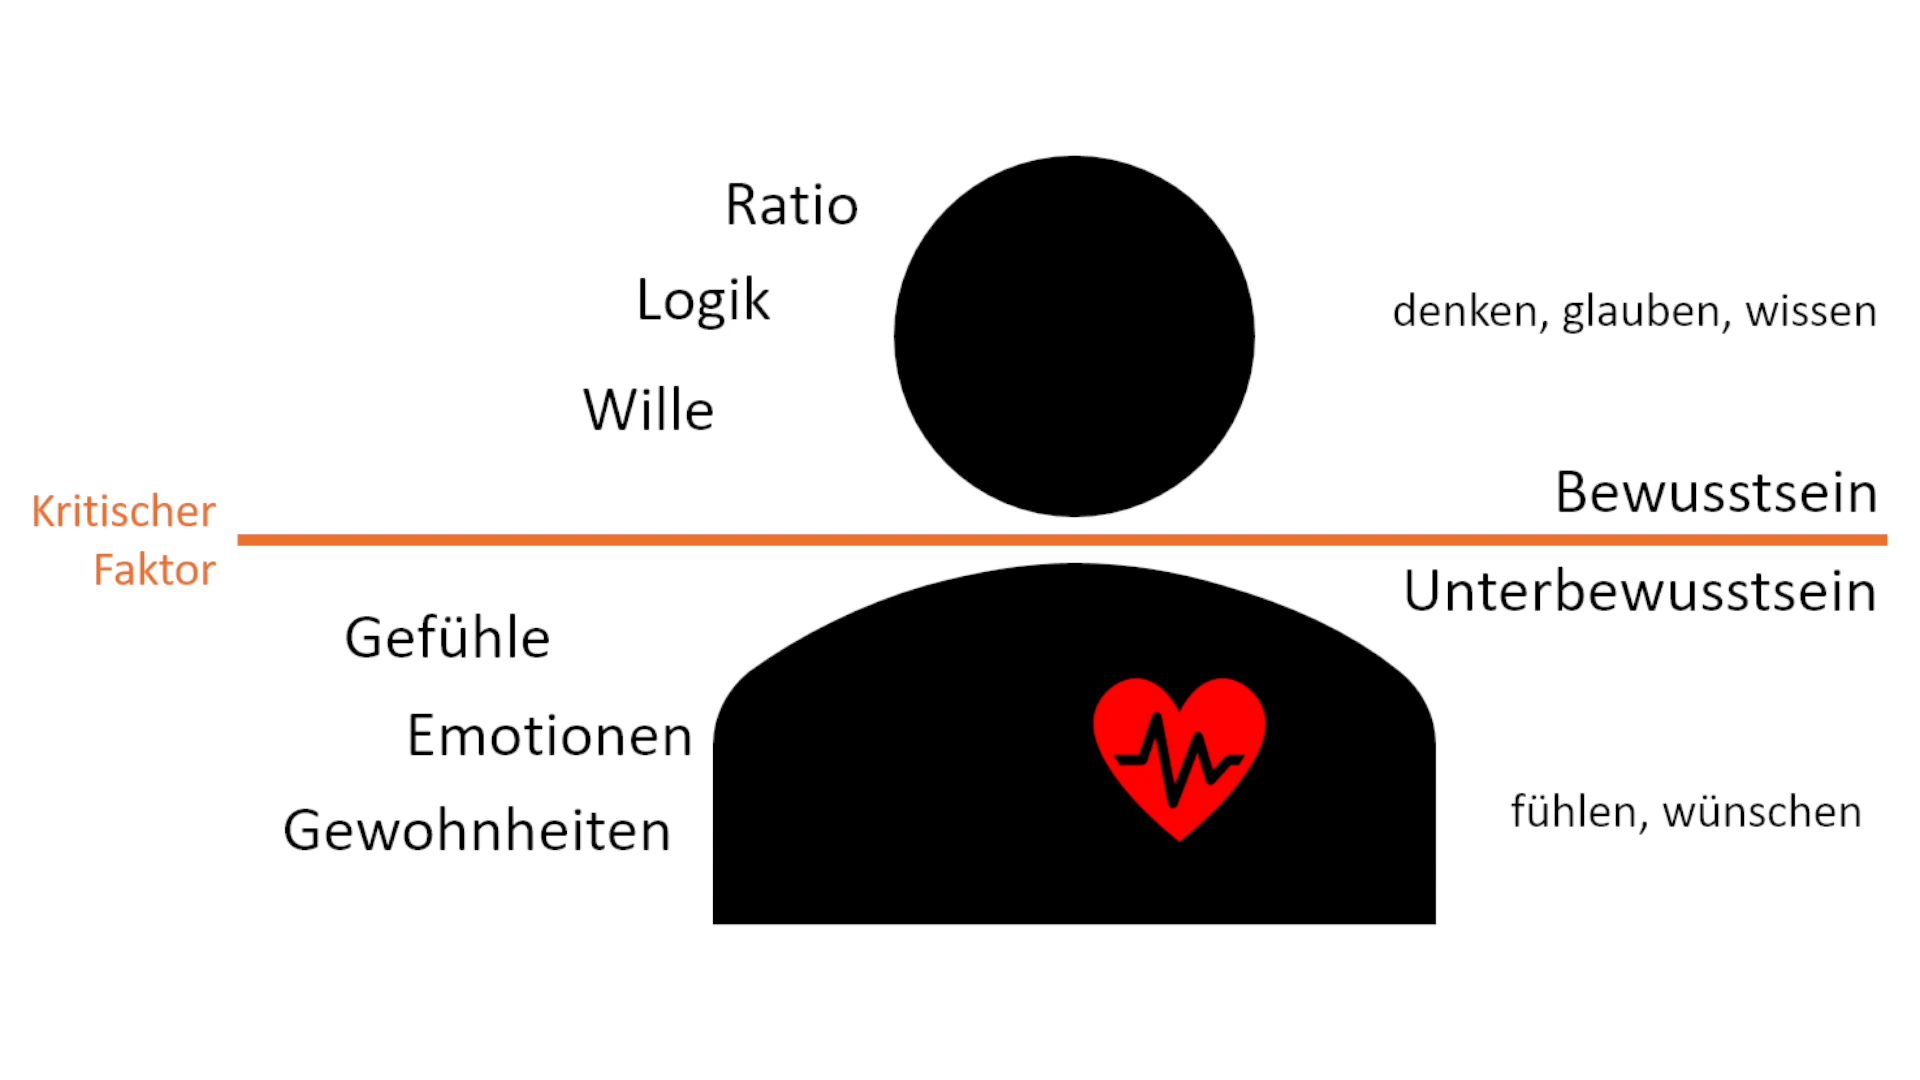 Ratio
Logik
denken, glauben, wissen
Wille
Bewusstsein
Kritischer
Faktor
Unterbewusstsein
Gefühle
Emotionen
Gewohnheiten
fühlen, wünschen